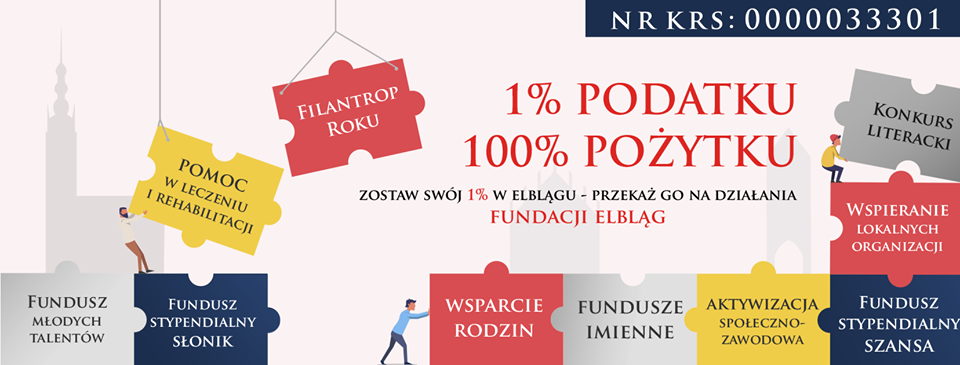 NR KRS: 0000033301
FILANTROP
ROKU
1% PODATKU
100% POŻYTKU
ZOSTAW SWÓJ 1% W ELBLĄGU - PRZEKAŻ GO NA DZIAŁANIA
FUNDACJI ELBLĄG
KONKURS
LITERACKI
POMOC
W LECZENIU
I REHABILITACJI
WSPIERANIE
LOKALNYCH
ORGANIZACJI
FUNDUSZ
MŁODYCH
TALENTÓW
FUNDUSZ
STYPENDIALNY
SŁONIK
WSPARCIE
RODZIN
FUNDUSZE
IMIENNE
AKTYWIZACJA
SPOŁECZNO-
ZAWODOWA
FUNDUSZ
STYPENDIALNY
SZANSA